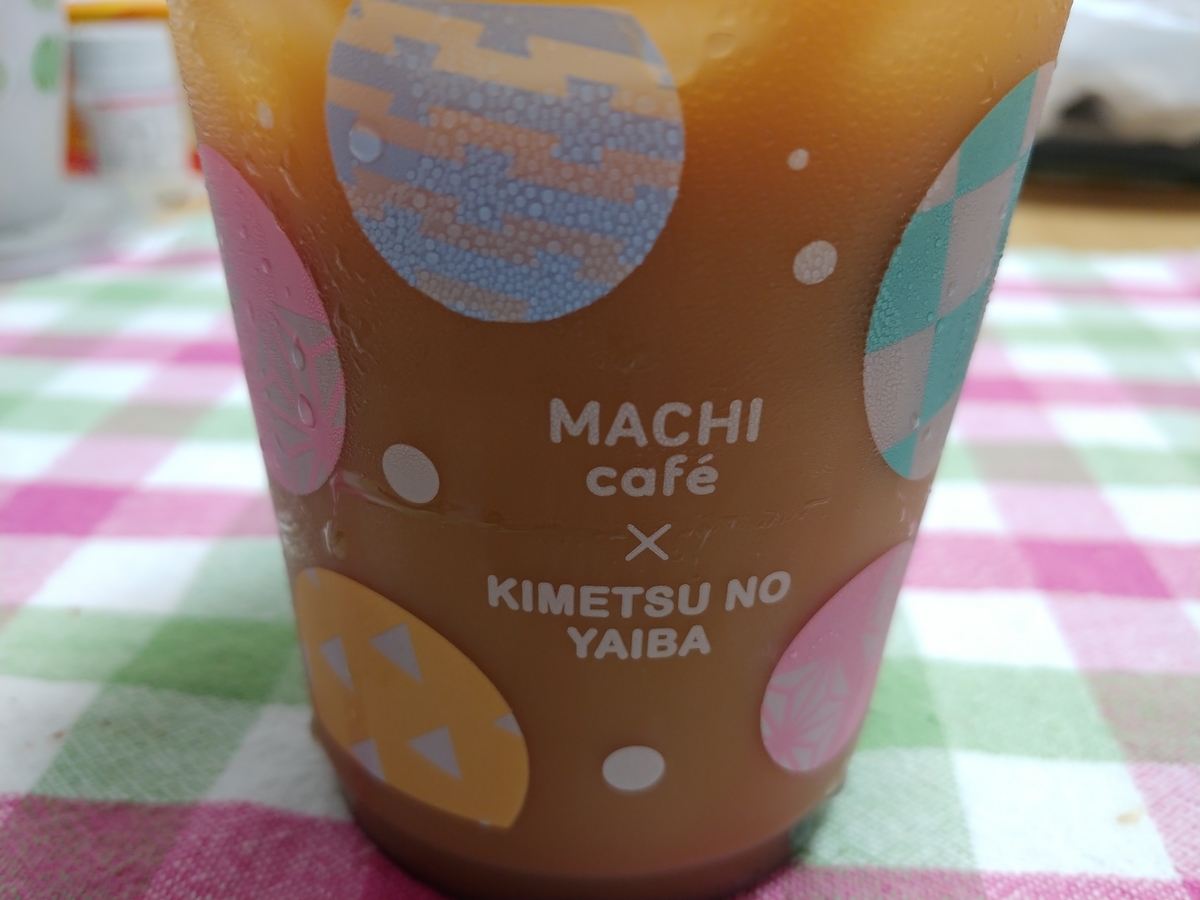 MACHI
café
×
KIMETSU NO
YAIBA